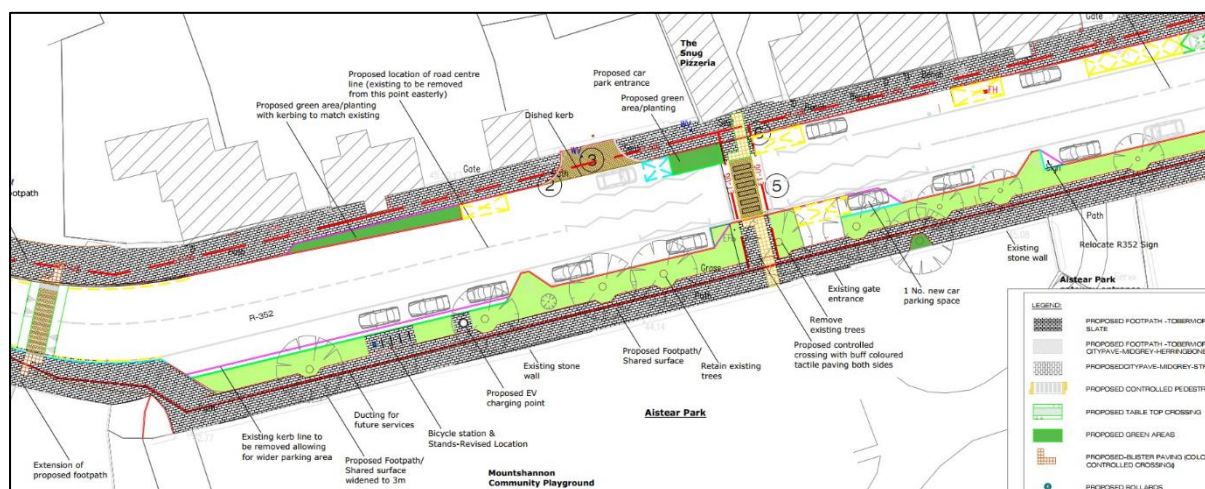 The
Snug
Pizzeria
Gate
Proposed location of road centre
line (existing to be removed
from this point easterly)
Proposed car
park entrance
Proposed green area/planting
with kerbing to match existing
Proposed green
area/planting
Dished kerb
Gate
Gate
FH
2
3
5
Path
Path
Path
Grass
R-352
Existing
stone wall
Relocate R352 Sign
Aistear Park
Existing gate
entrance
1 No. new car
parking space
Remove
existing trees
Proposed controlled
crossing with buff coloured
tactile paving both sides
Retain existing
trees
Proposed Footpath/
Shared surface
Existing stone
wall
Proposed EV
charging point
Aistear Park
Ducting for
future services
Bicycle station &
Stands-Revised Location
Existing kerb line to
be removed allowing
for wider parking area
Proposed Footpath/
Shared surface
widened to 3m
Extension of
proposed footpath
Mountshannon
Community Playground
LEGEND:
PROPOSED FOOTPATH -TOBERMOR
SLATE
PROPOSED FOOTPATH -TOBERMO
CITYPAVE-MIDGREY-HERRINGBONE
PROPOSEDCITYPAVE-MIDGREY-STR
PROPOSED CONTROLLED PEDESTR
PROPOSED TABLE TOP CROSSING
PROPOSED GREEN AREAS
PROPOSED-BLISTER PAVING (COLO
CONTROLLED CROSSING)
PROPOSED BOLLARDS